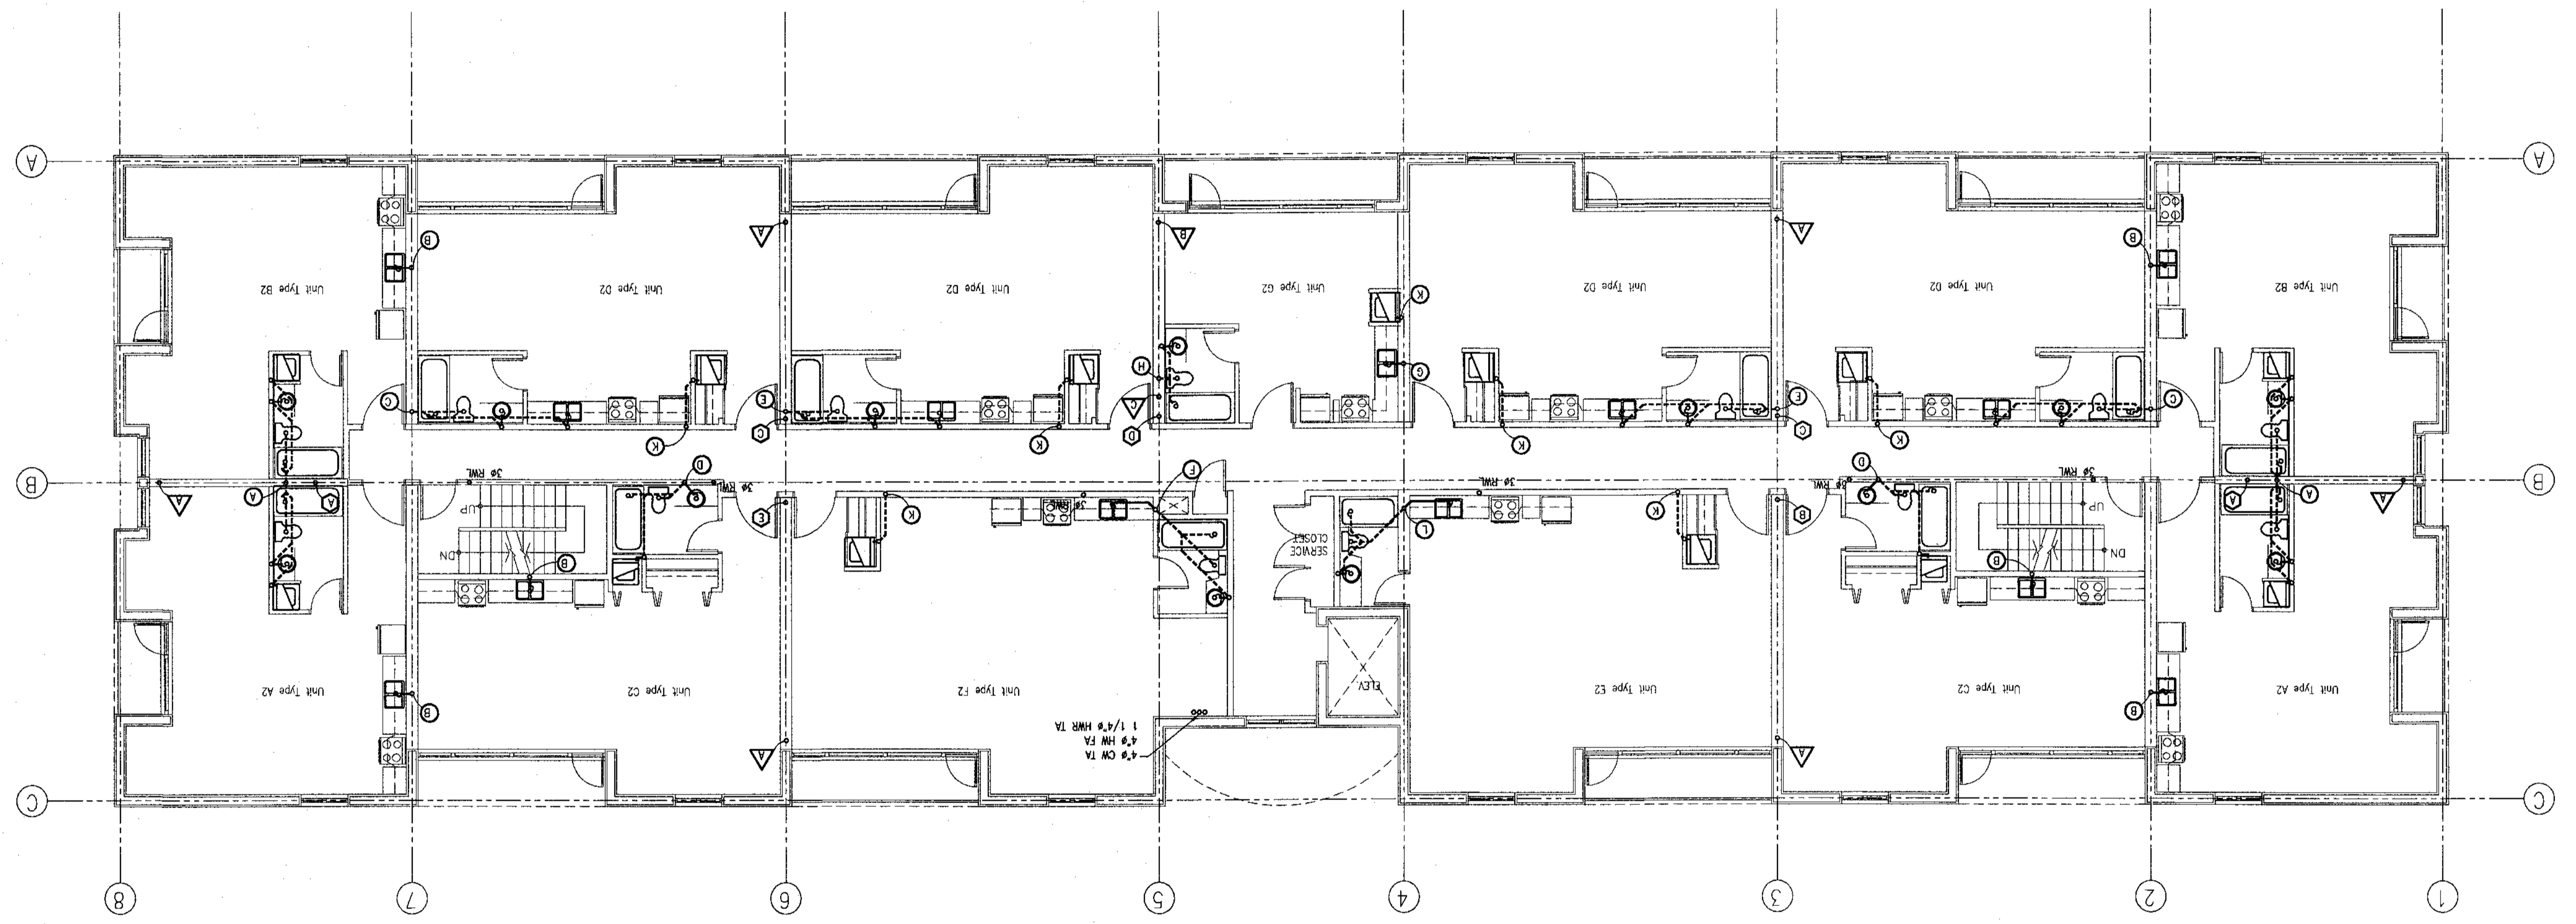 1 2 3 4 5 6 7 8
C C
A A
4"ø CW TA
4"ø HW FA
1 1/4"ø HWR TA
B B
Unit Type A2
Unit Type C2
Unit Type E2
ELEV.
Unit Type F2
Unit Type C2
Unit Type A2
B B
DN
DN
SERVICE
CLOSET
UP
UP
A
A
B
K
L
K
E
A
A
B
A
3ø RWL
D
3ø RWL
3ø RWL
F
3ø RWL
D
3ø RWL
A
B
K
K
K
K
C
D
C
C
E
C
E
C
G
H
K
Unit Type B2
Unit Type D2
Unit Type D2
Unit Type G2
Unit Type D2
Unit Type D2
Unit Type B2
B
A
B
A
B
A A